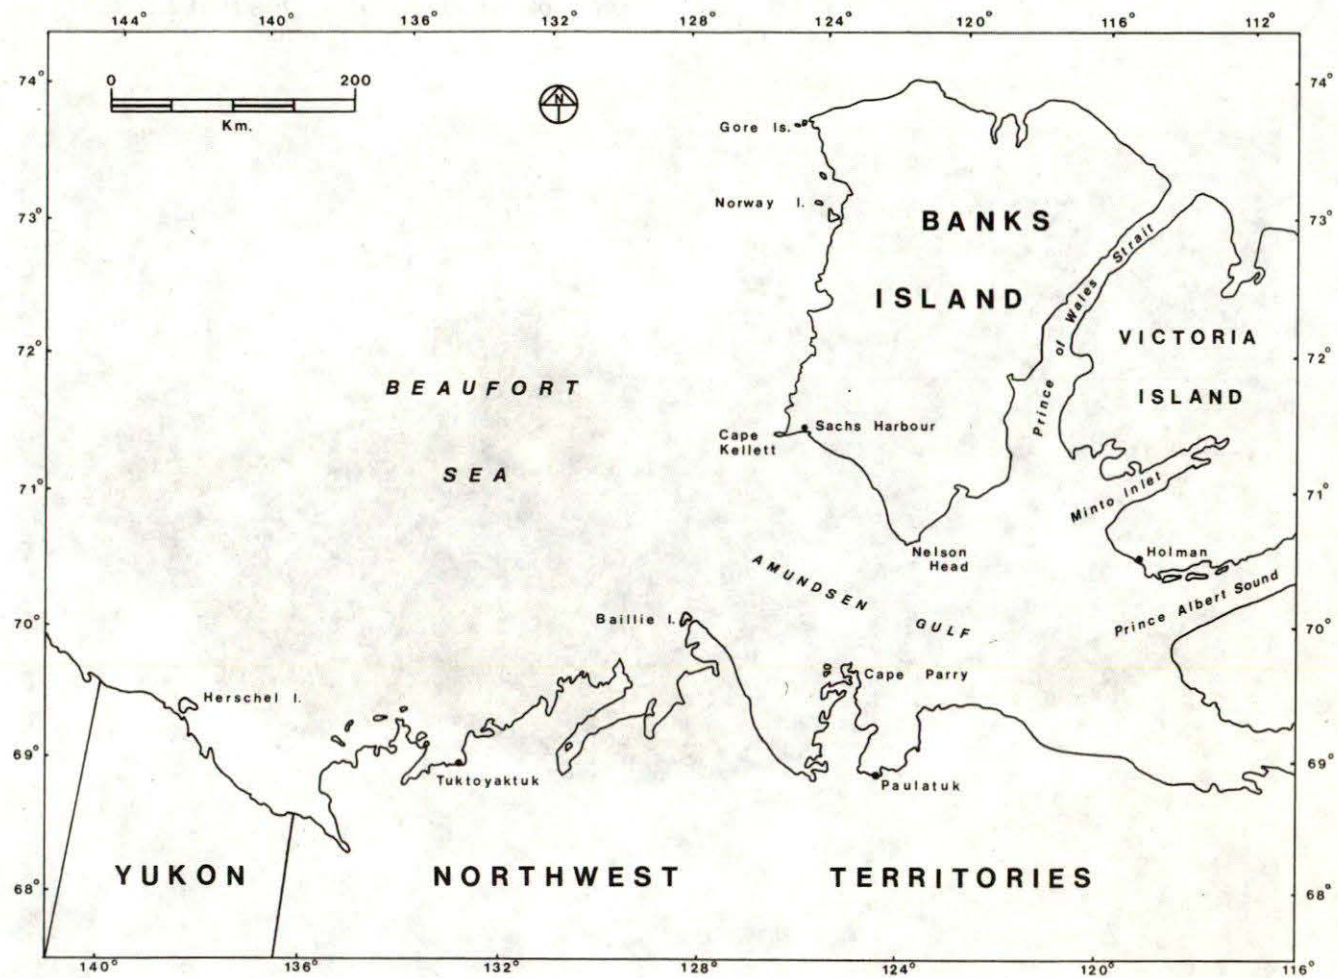 144° 140° 136° 132° 128° 124° 120° 116° 112°
74° 74°
0 200
Km.
N
Gore Is.
Norway I.
73° 73°
BANKS
ISLAND
Prince of Wales Strait
VICTORIA
ISLAND
72° 72°
BEAUFORT
SEA
Cape
Kellett
Sachs Harbour
71° 71°
Minto Inlet
Nelson
Head
Holman
AMUNDSEN
GULF
Prince Albert Sound
70° 70°
Baillie I.
Cape Parry
Herschel I.
69° 69°
Tuktoyaktuk
Paulatuk
YUKON
NORTHWEST TERRITORIES
68° 68°
140° 136° 132° 128° 124° 120° 116°